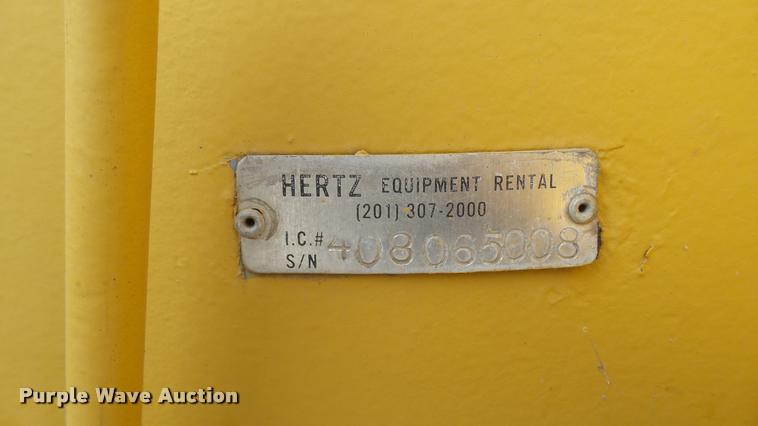 HERTZ EQUIPMENT RENTAL
(201) 307-2000
I.C.#
S/N 408065008
Purple Wave Auction